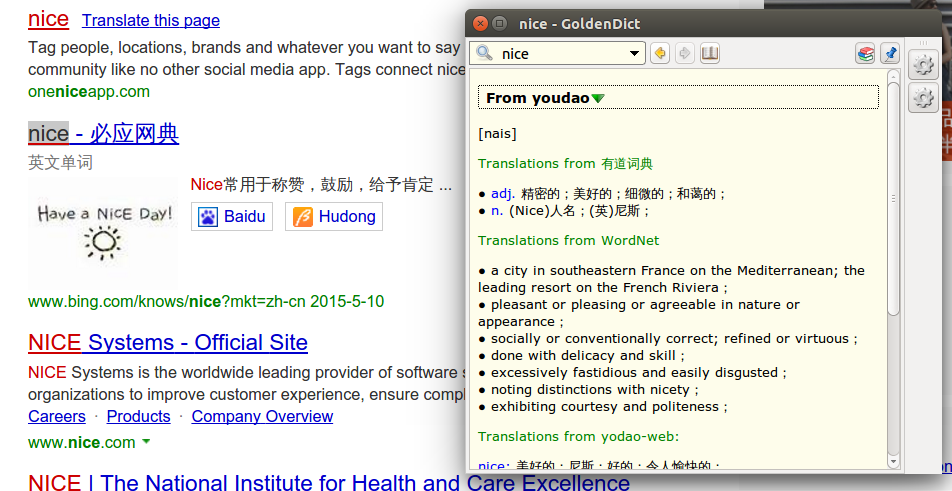 nice Translate this page
Tag people, locations, brands and whatever you want to say
community like no other social media app. Tags connect nice
oneniceapp.com
nice - 必应网典
英文单词
Nice常用于称赞，鼓励，给予肯定 ...
Have a NiCE Day!
Baidu Hudong
www.bing.com/knows/nice?mkt=zh-cn 2015-5-10
NICE Systems - Official Site
NICE Systems is the worldwide leading provider of software
organizations to improve customer experience, ensure compl
Careers · Products · Company Overview
www.nice.com
NICE | The National Institute for Health and Care Excellence
nice - GoldenDict
nice
From youdao
[nais]
Translations from 有道词典
● adj. 精密的；美好的；细微的；和蔼的；
● n. (Nice)人名；(英)尼斯；
Translations from WordNet
● a city in southeastern France on the Mediterranean; the
leading resort on the French Riviera；
● pleasant or pleasing or agreeable in nature or
appearance；
● socially or conventionally correct; refined or virtuous；
● done with delicacy and skill；
● excessively fastidious and easily disgusted；
● noting distinctions with nicety；
● exhibiting courtesy and politeness；
Translations from yodao-web:
nice: 美好的；尼斯；好的；令人愉快的；